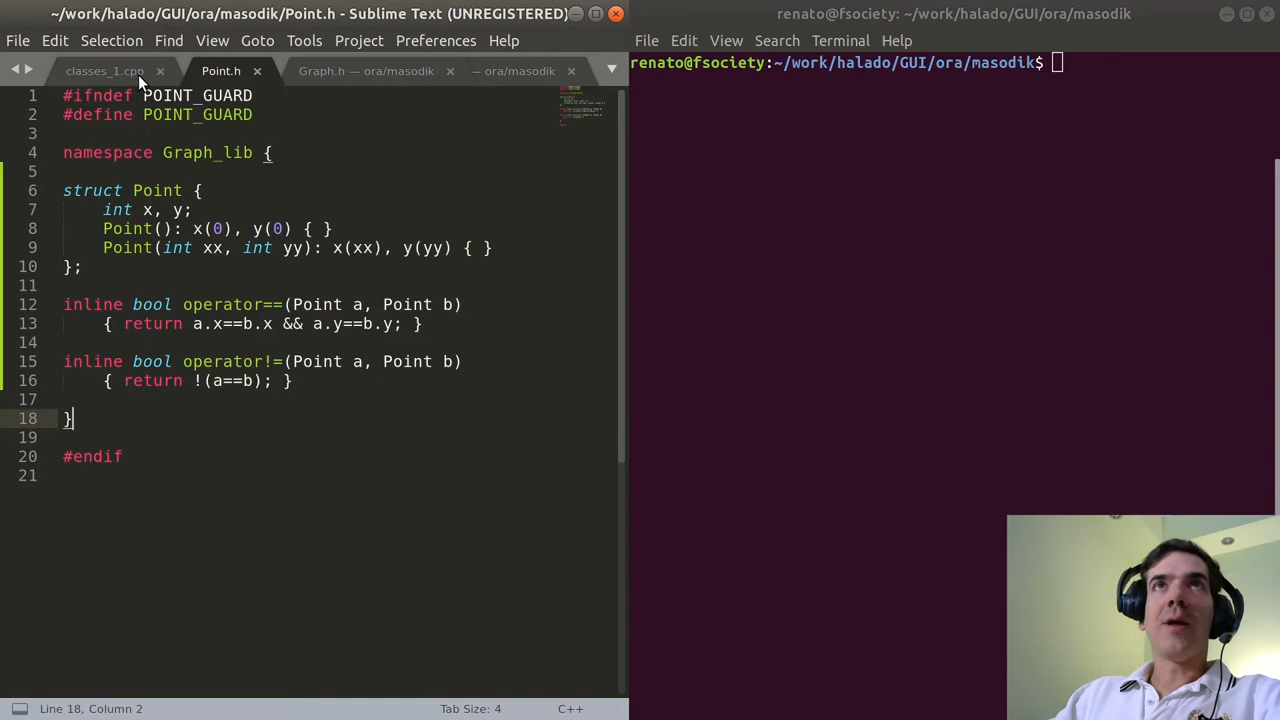 ~/work/halado/GUI/ora/masodik/Point.h - Sublime Text (UNREGISTERED)
File Edit Selection Find View Goto Tools Project Preferences Help
classes_1.cpp Point.h Graph.h — ora/masodik — ora/masodik
1 #ifndef POINT_GUARD
2 #define POINT_GUARD
3
4 namespace Graph_lib {
5
6 struct Point {
7 int x, y;
8 Point(): x(0), y(0) { }
9 Point(int xx, int yy): x(xx), y(yy) { }
10 };
11
12 inline bool operator==(Point a, Point b)
13 { return a.x==b.x && a.y==b.y; }
14
15 inline bool operator!=(Point a, Point b)
16 { return !(a==b); }
17
18 }
19
20 #endif
21
Line 18, Column 2 Tab Size: 4 C++
renato@fsociety: ~/work/halado/GUI/ora/masodik
File Edit View Search Terminal Help
renato@fsociety:~/work/halado/GUI/ora/masodik$